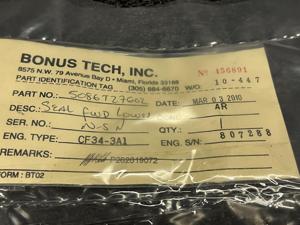 BONUS TECH, INC.
8575 N.W. 79 Avenue Bay D • Miami, Florida 33166
PART IDENTIFICATION TAG (305) 884-6670
Nº 156891
10-447
PART NO.: 5086T27G02 DATE: MAR 03 2010
DESC.: SEAL FWD LOWER AR
SER. NO.: N-S-N QTY.: 1
ENG. TYPE: CF34-3A1 ENG. S/N: 807288
REMARKS: P202019072
FORM: BT02